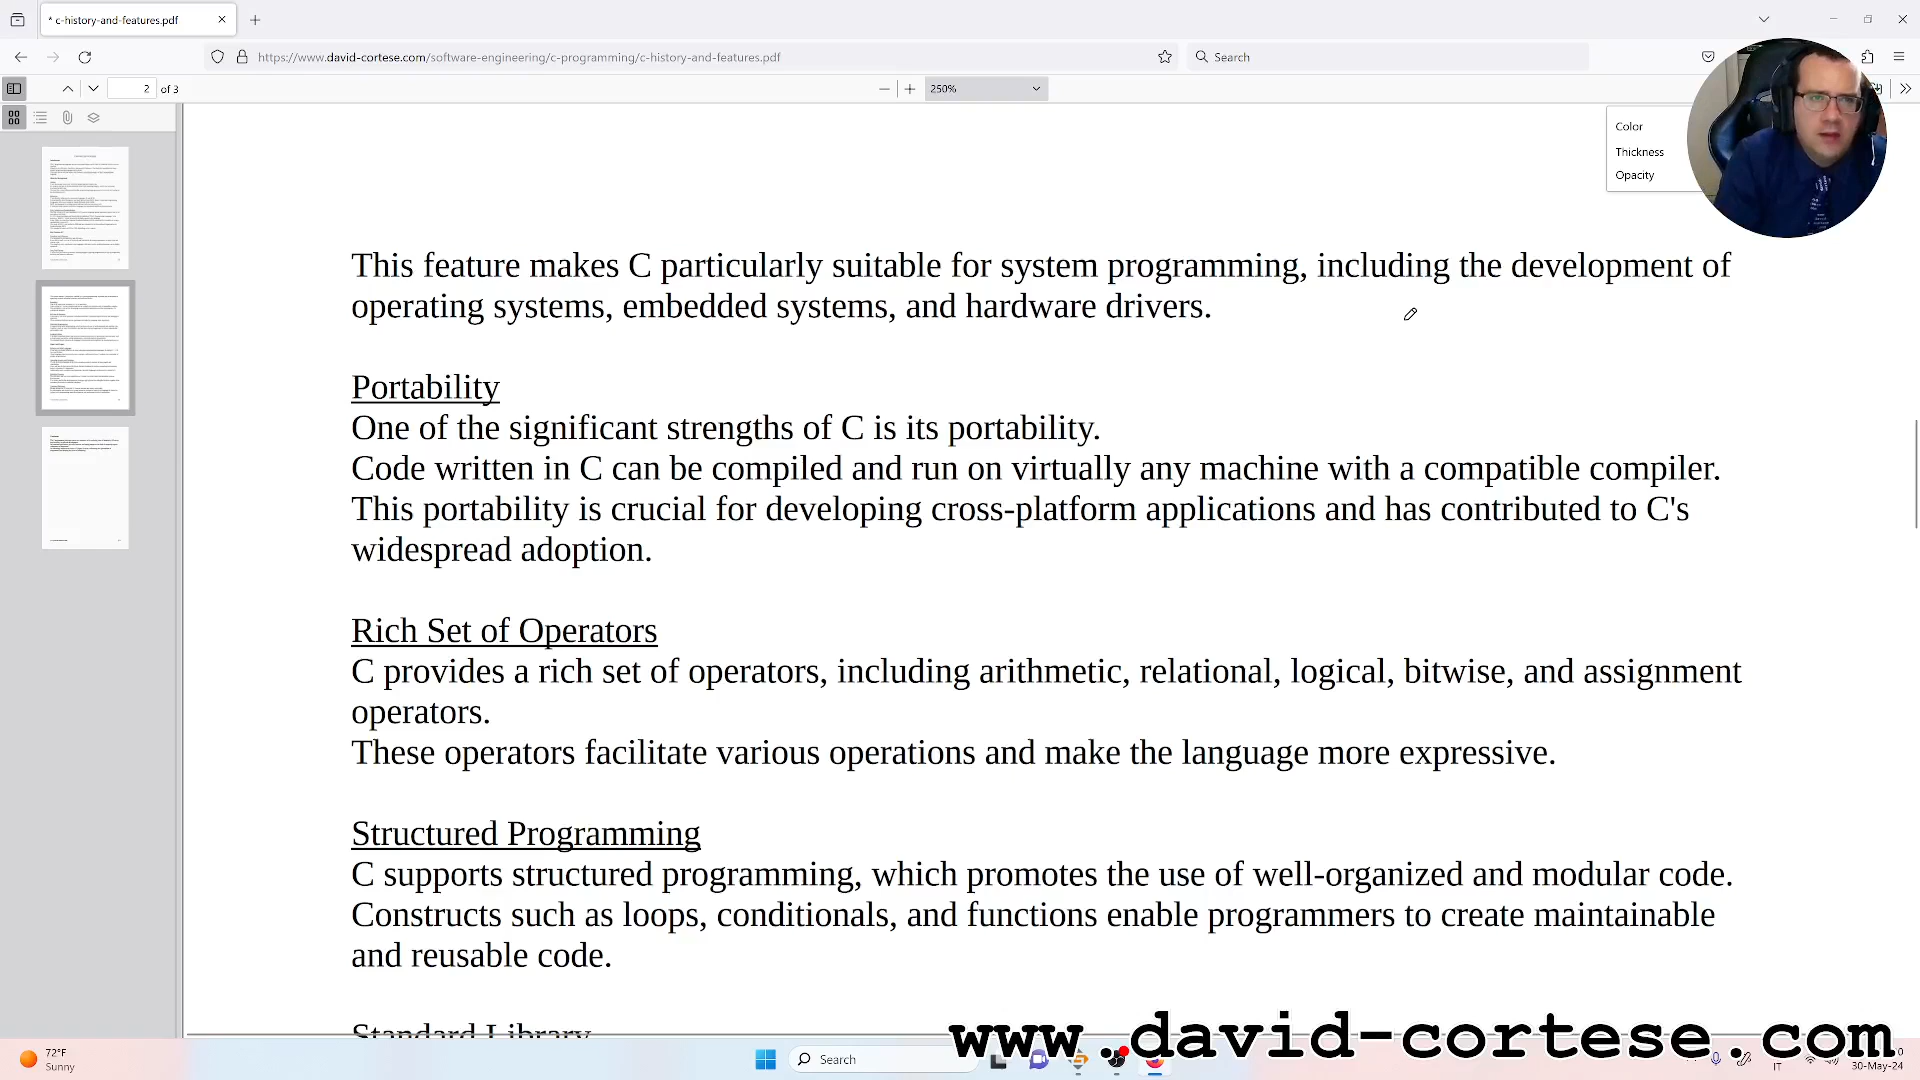 * c-history-and-features.pdf
https://www.david-cortese.com/software-engineering/c-programming/c-history-and-features.pdf
Search
2 of 3
250%
Color
Thickness
Opacity
This feature makes C particularly suitable for system programming, including the development of
operating systems, embedded systems, and hardware drivers.
Portability
One of the significant strengths of C is its portability.
Code written in C can be compiled and run on virtually any machine with a compatible compiler.
This portability is crucial for developing cross-platform applications and has contributed to C's
widespread adoption.
Rich Set of Operators
C provides a rich set of operators, including arithmetic, relational, logical, bitwise, and assignment
operators.
These operators facilitate various operations and make the language more expressive.
Structured Programming
C supports structured programming, which promotes the use of well-organized and modular code.
Constructs such as loops, conditionals, and functions enable programmers to create maintainable
and reusable code.
Standard Library
www.david-cortese.com
72°F
Sunny
Search
IT
30-May-24